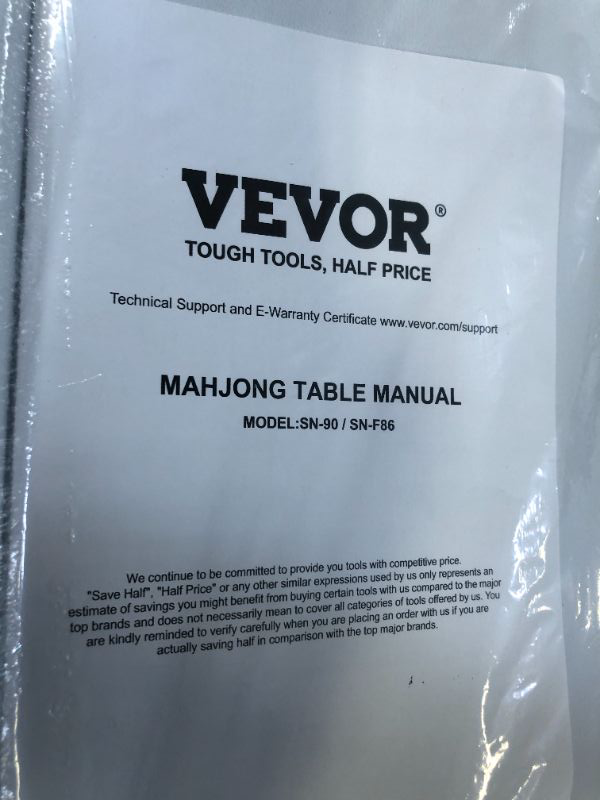 VEVOR®
TOUGH TOOLS, HALF PRICE
Technical Support and E-Warranty Certificate www.vevor.com/support
MAHJONG TABLE MANUAL
MODEL:SN-90 / SN-F86
We continue to be committed to provide you tools with competitive price.
"Save Half", "Half Price" or any other similar expressions used by us only represents an
estimate of savings you might benefit from buying certain tools with us compared to the major
top brands and does not necessarily mean to cover all categories of tools offered by us. You
are kindly reminded to verify carefully when you are placing an order with us if you are
actually saving half in comparison with the top major brands.